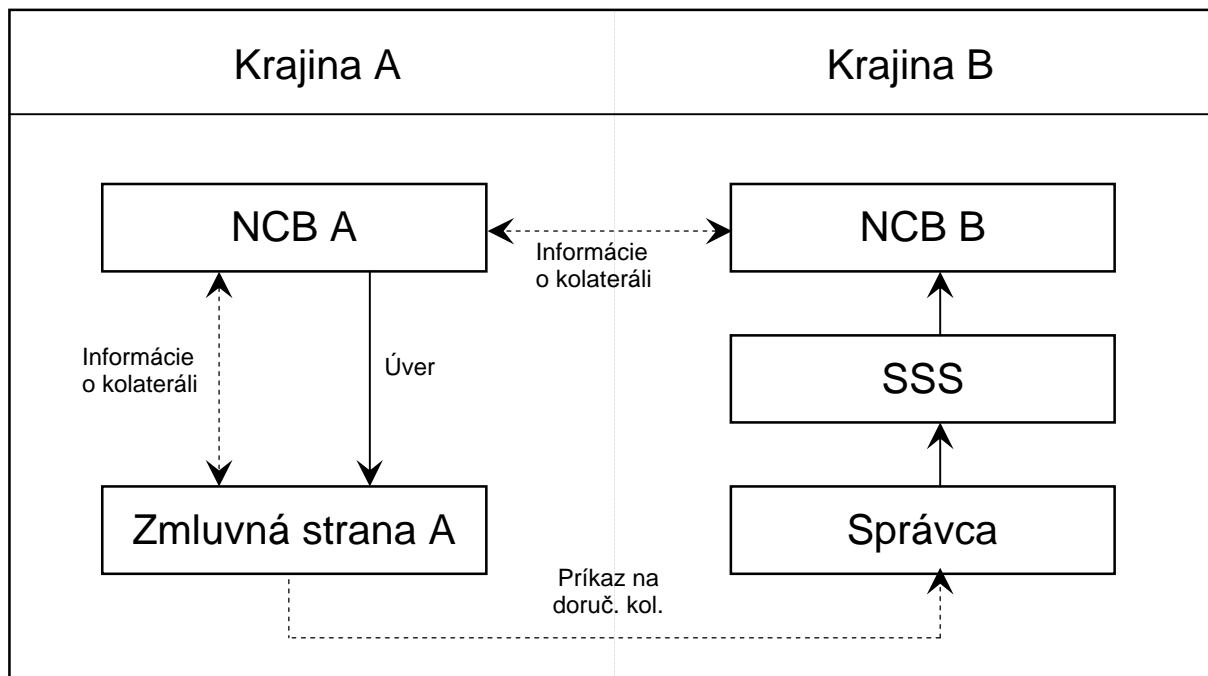 Krajina A
Krajina B
NCB A
NCB B
Informácie
o kolateráli
SSS
Informácie
o kolateráli
Úver
Zmluvná strana A
Správca
Príkaz na
doruč. kol.